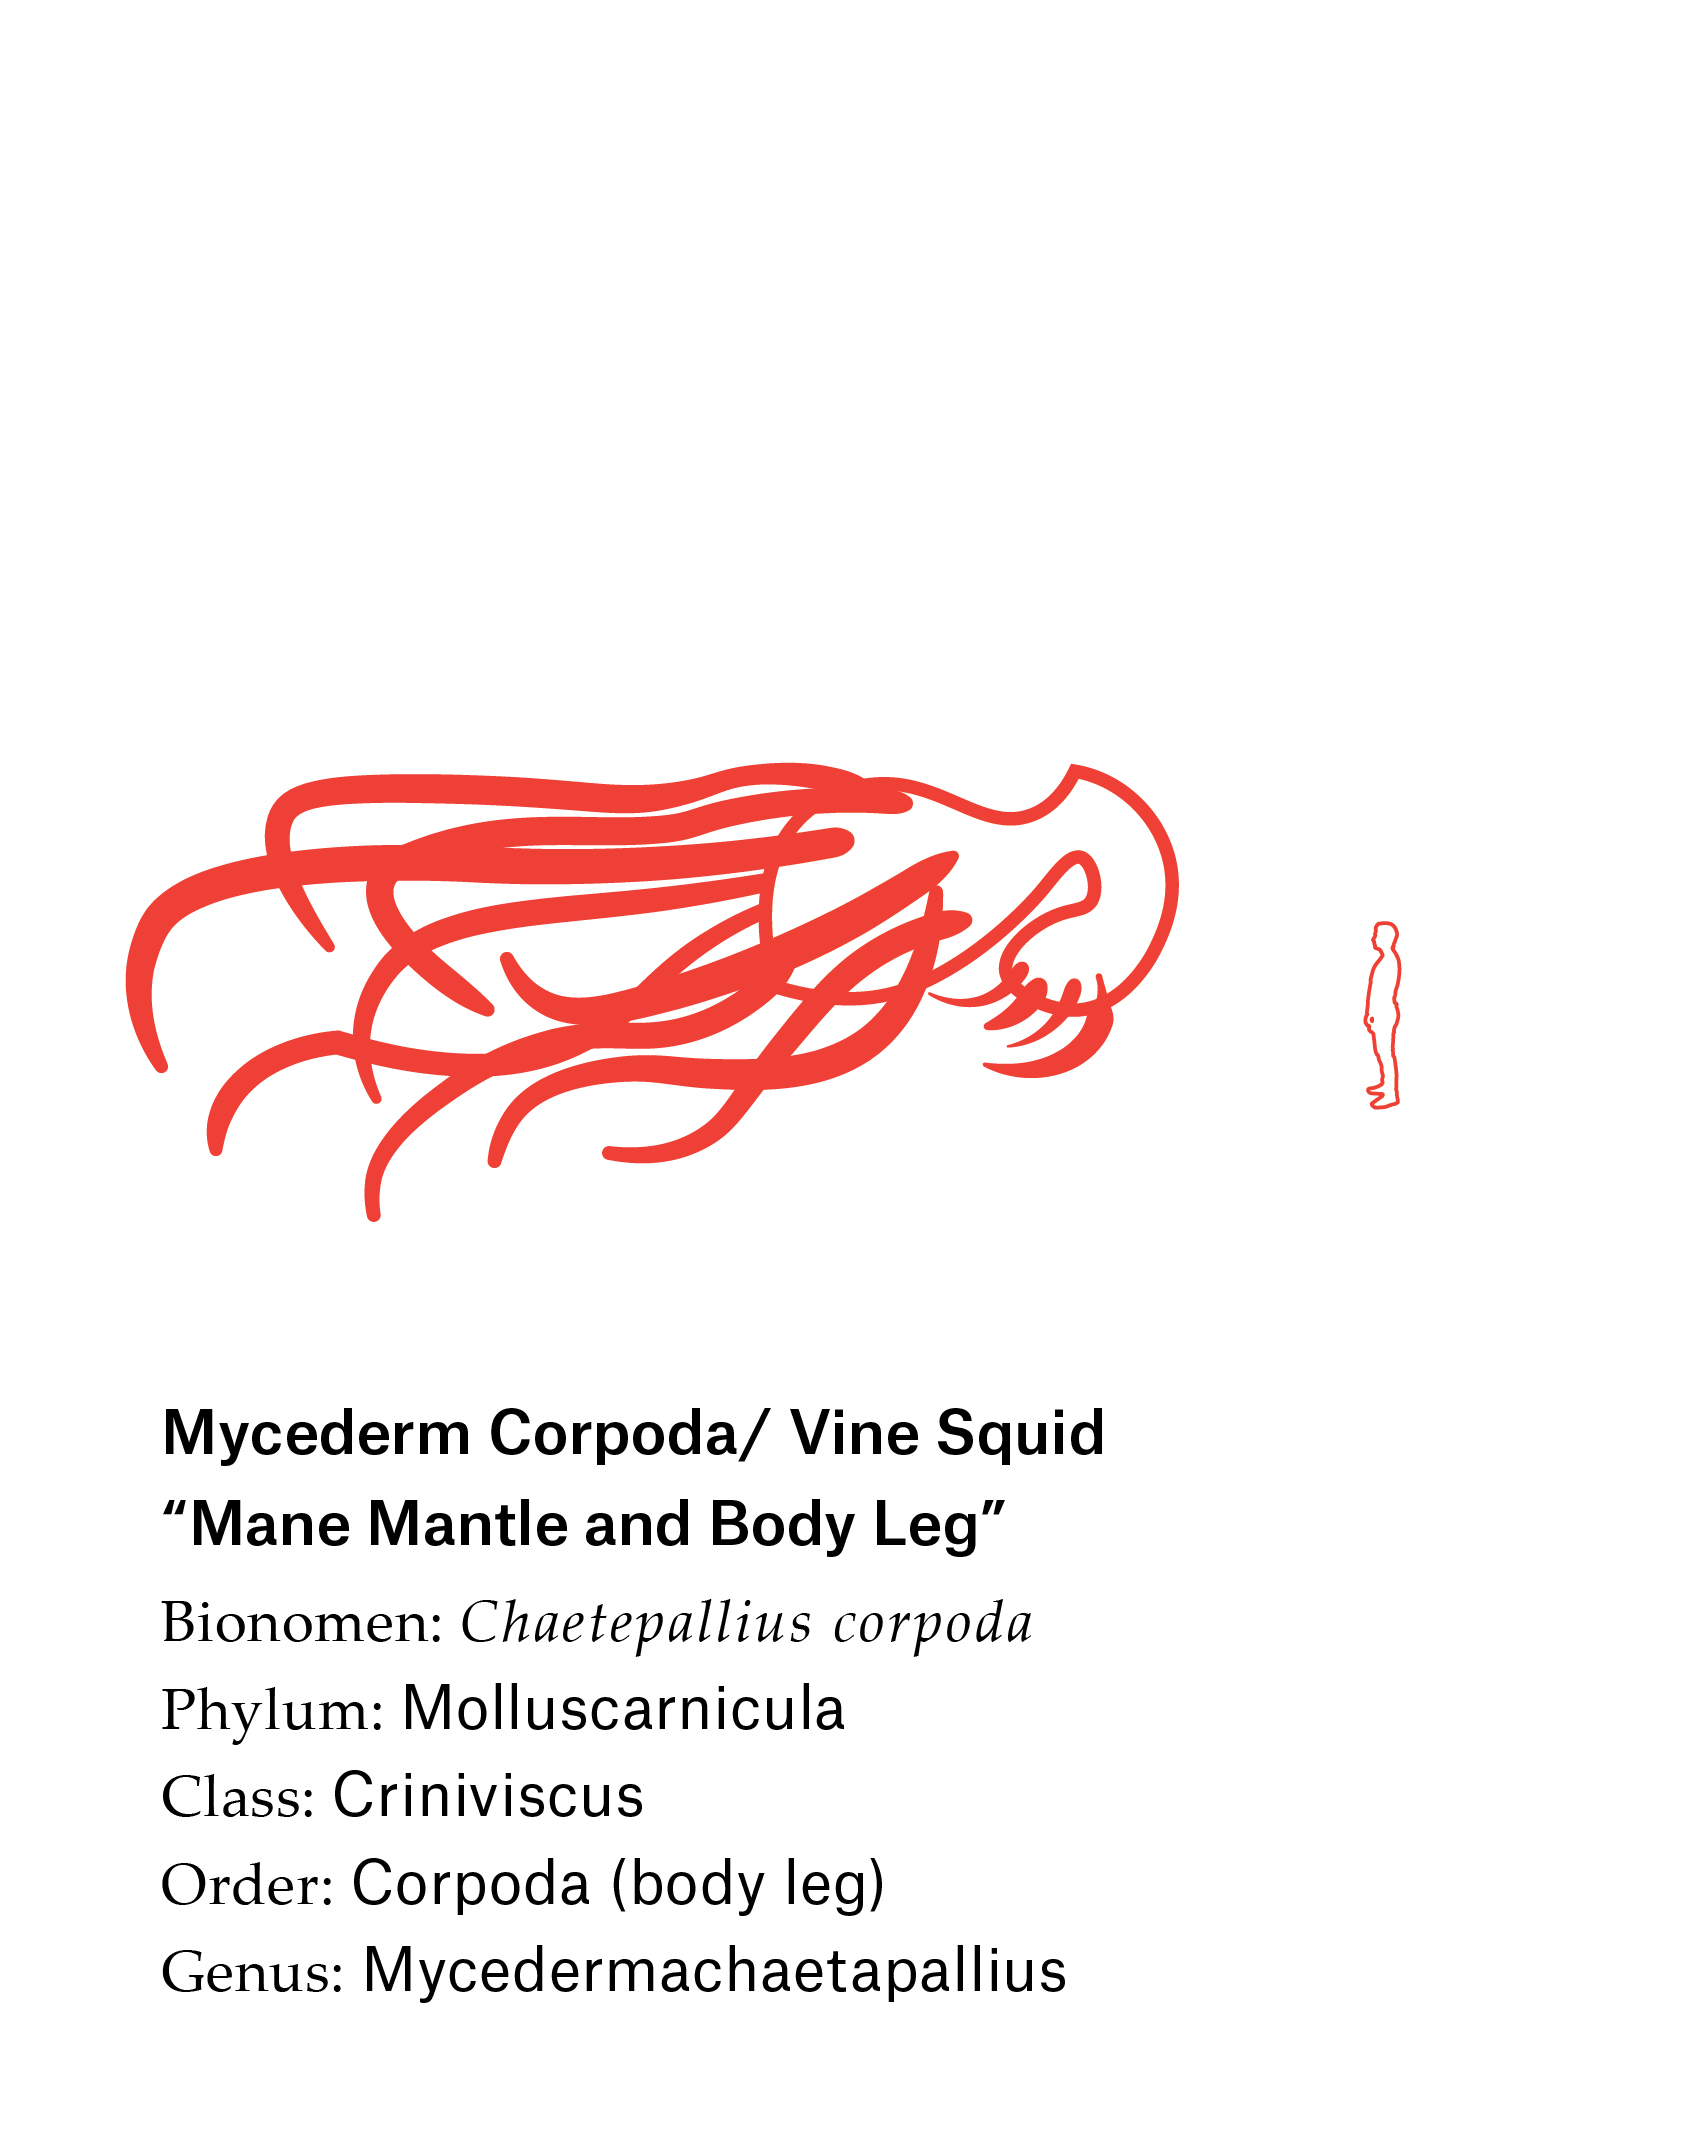 Mycederm Corpoda/ Vine Squid
“Mane Mantle and Body Leg”
Bionomen: Chaetepallius corpoda
Phylum: Molluscarnicula
Class: Criniviscus
Order: Corpoda (body leg)
Genus: Mycedermachaetapallius